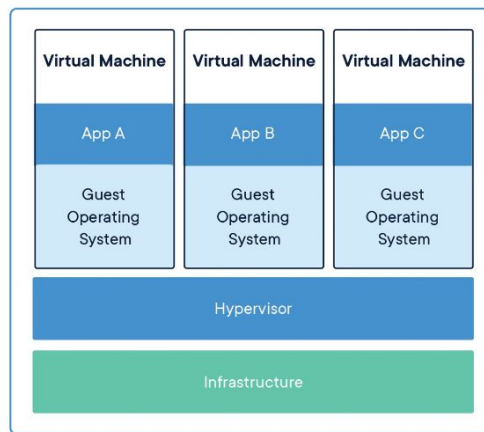 Virtual Machine
Virtual Machine
Virtual Machine
App A
App B
App C
Guest
Operating
System
Guest
Operating
System
Guest
Operating
System
Hypervisor
Infrastructure